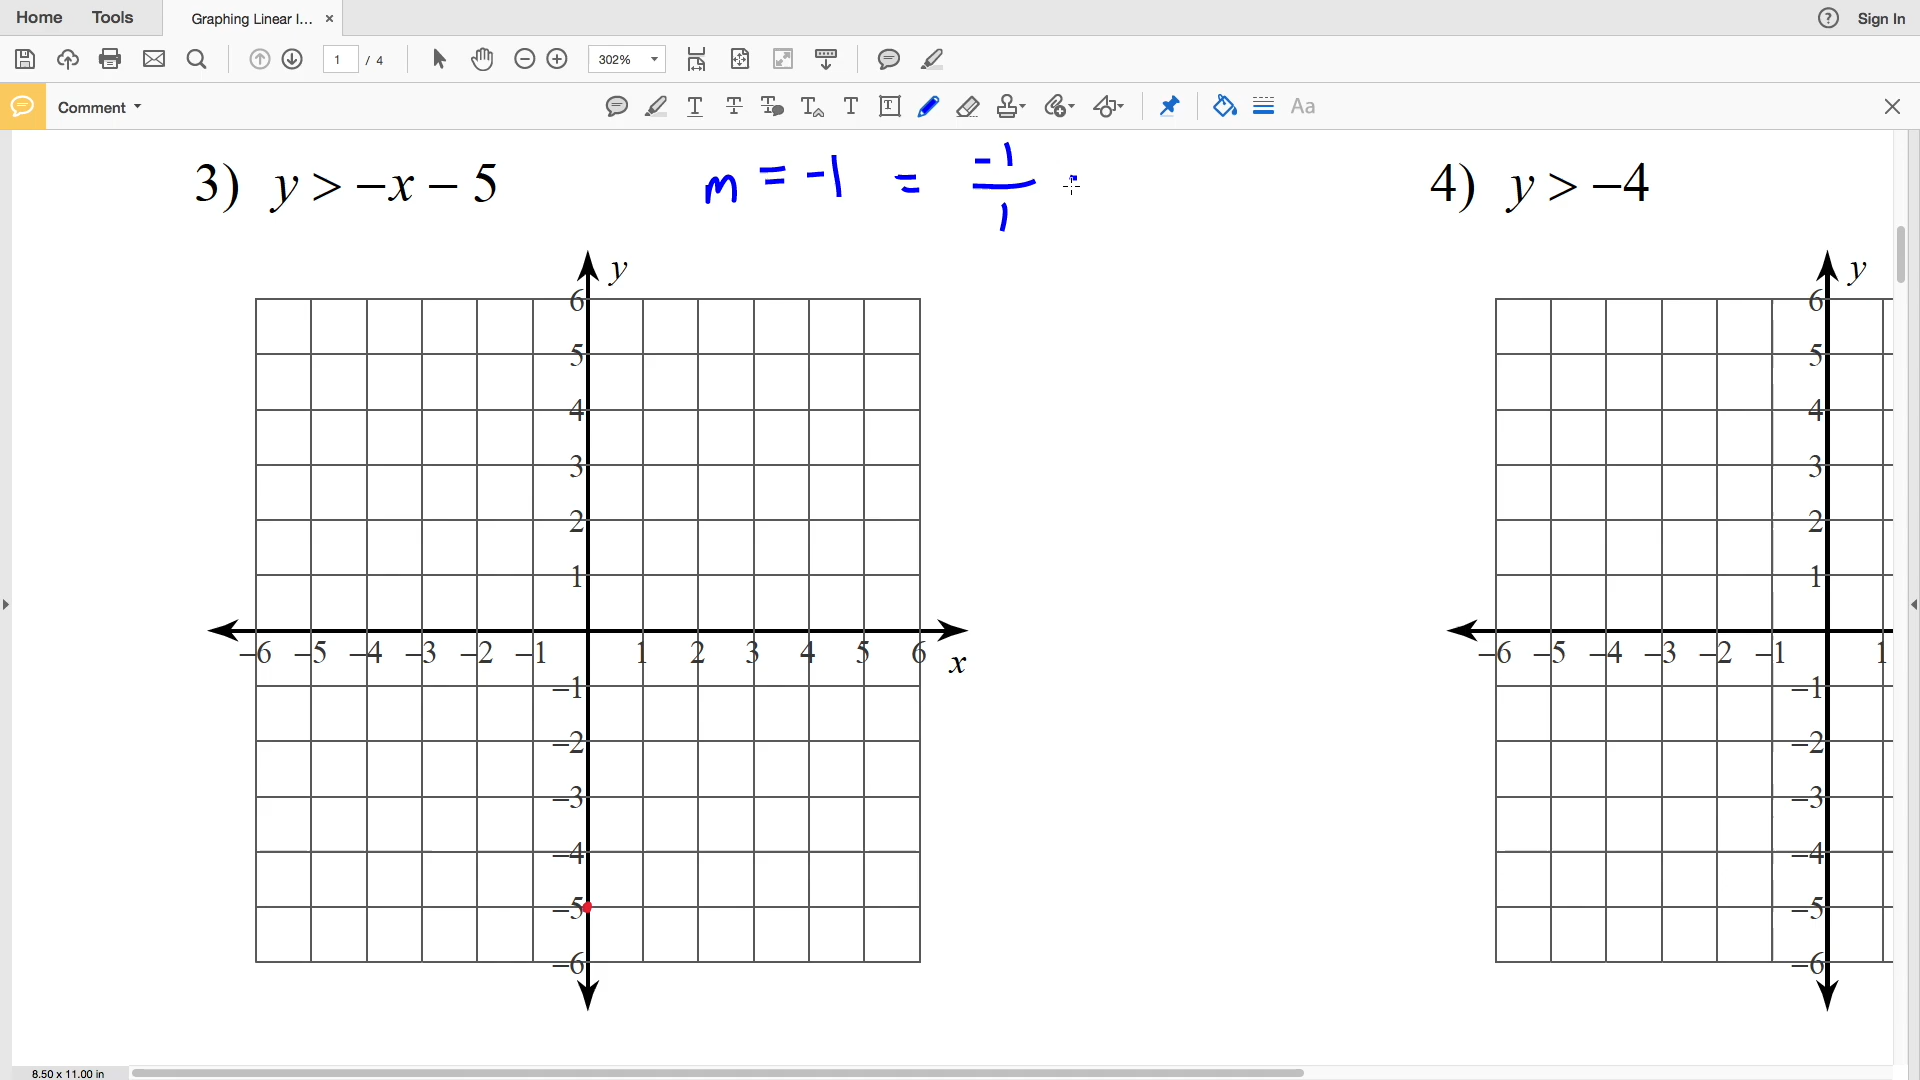 Home Tools Graphing Linear I... × ? Sign In
1 / 4 302%
Comment T T T T T T Aa
3) y > −x − 5 m = -1 = -1/1 4) y > −4
y y
6 6
5 5
4 4
3 3
2 2
1 1
−6 −5 −4 −3 −2 −1 1 2 3 4 5 6 x −6 −5 −4 −3 −2 −1 1
−1 −1
−2 −2
−3 −3
−4 −4
−5 −5
−6 −6
8.50 x 11.00 in